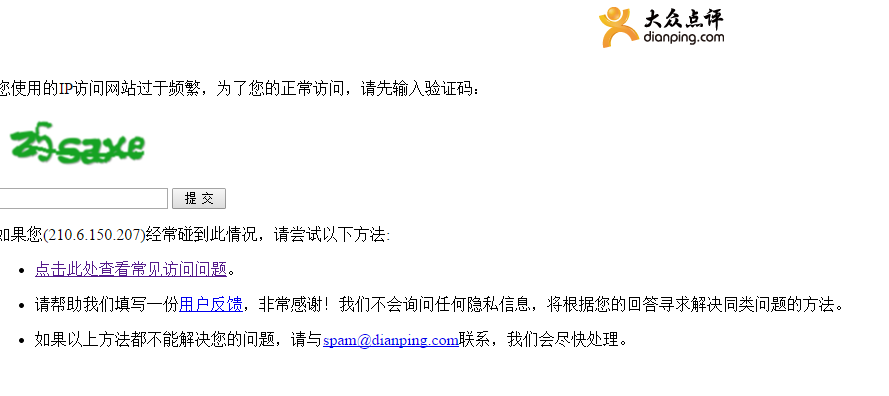 大众点评
dianping.com
您使用的IP访问网站过于频繁，为了您的正常访问，请先输入验证码：
提 交
如果您(210.6.150.207)经常碰到此情况，请尝试以下方法:
点击此处查看常见访问问题。
请帮助我们填写一份用户反馈，非常感谢！我们不会询问任何隐私信息，将根据您的回答寻求解决同类问题的方法。
如果以上方法都不能解决您的问题，请与spam@dianping.com联系，我们会尽快处理。